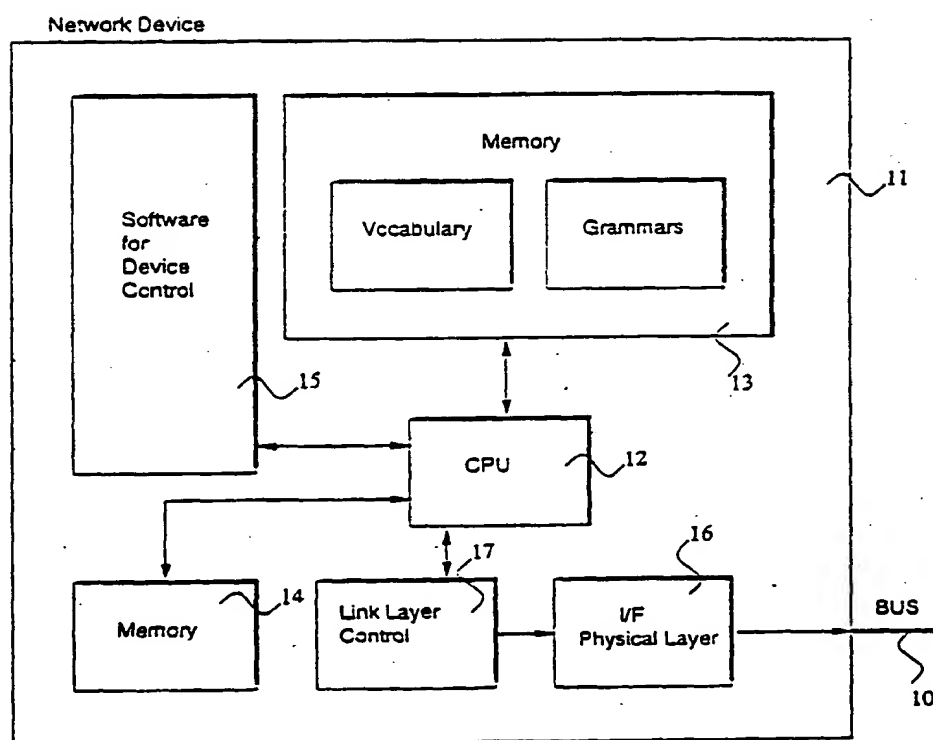 Network Device
Memory
11
Software
for
Device
Control
Vocabulary
Grammars
13
15
CPU
12
17
16
14
Memory
Link Layer
Control
I/F
Physical Layer
BUS
10